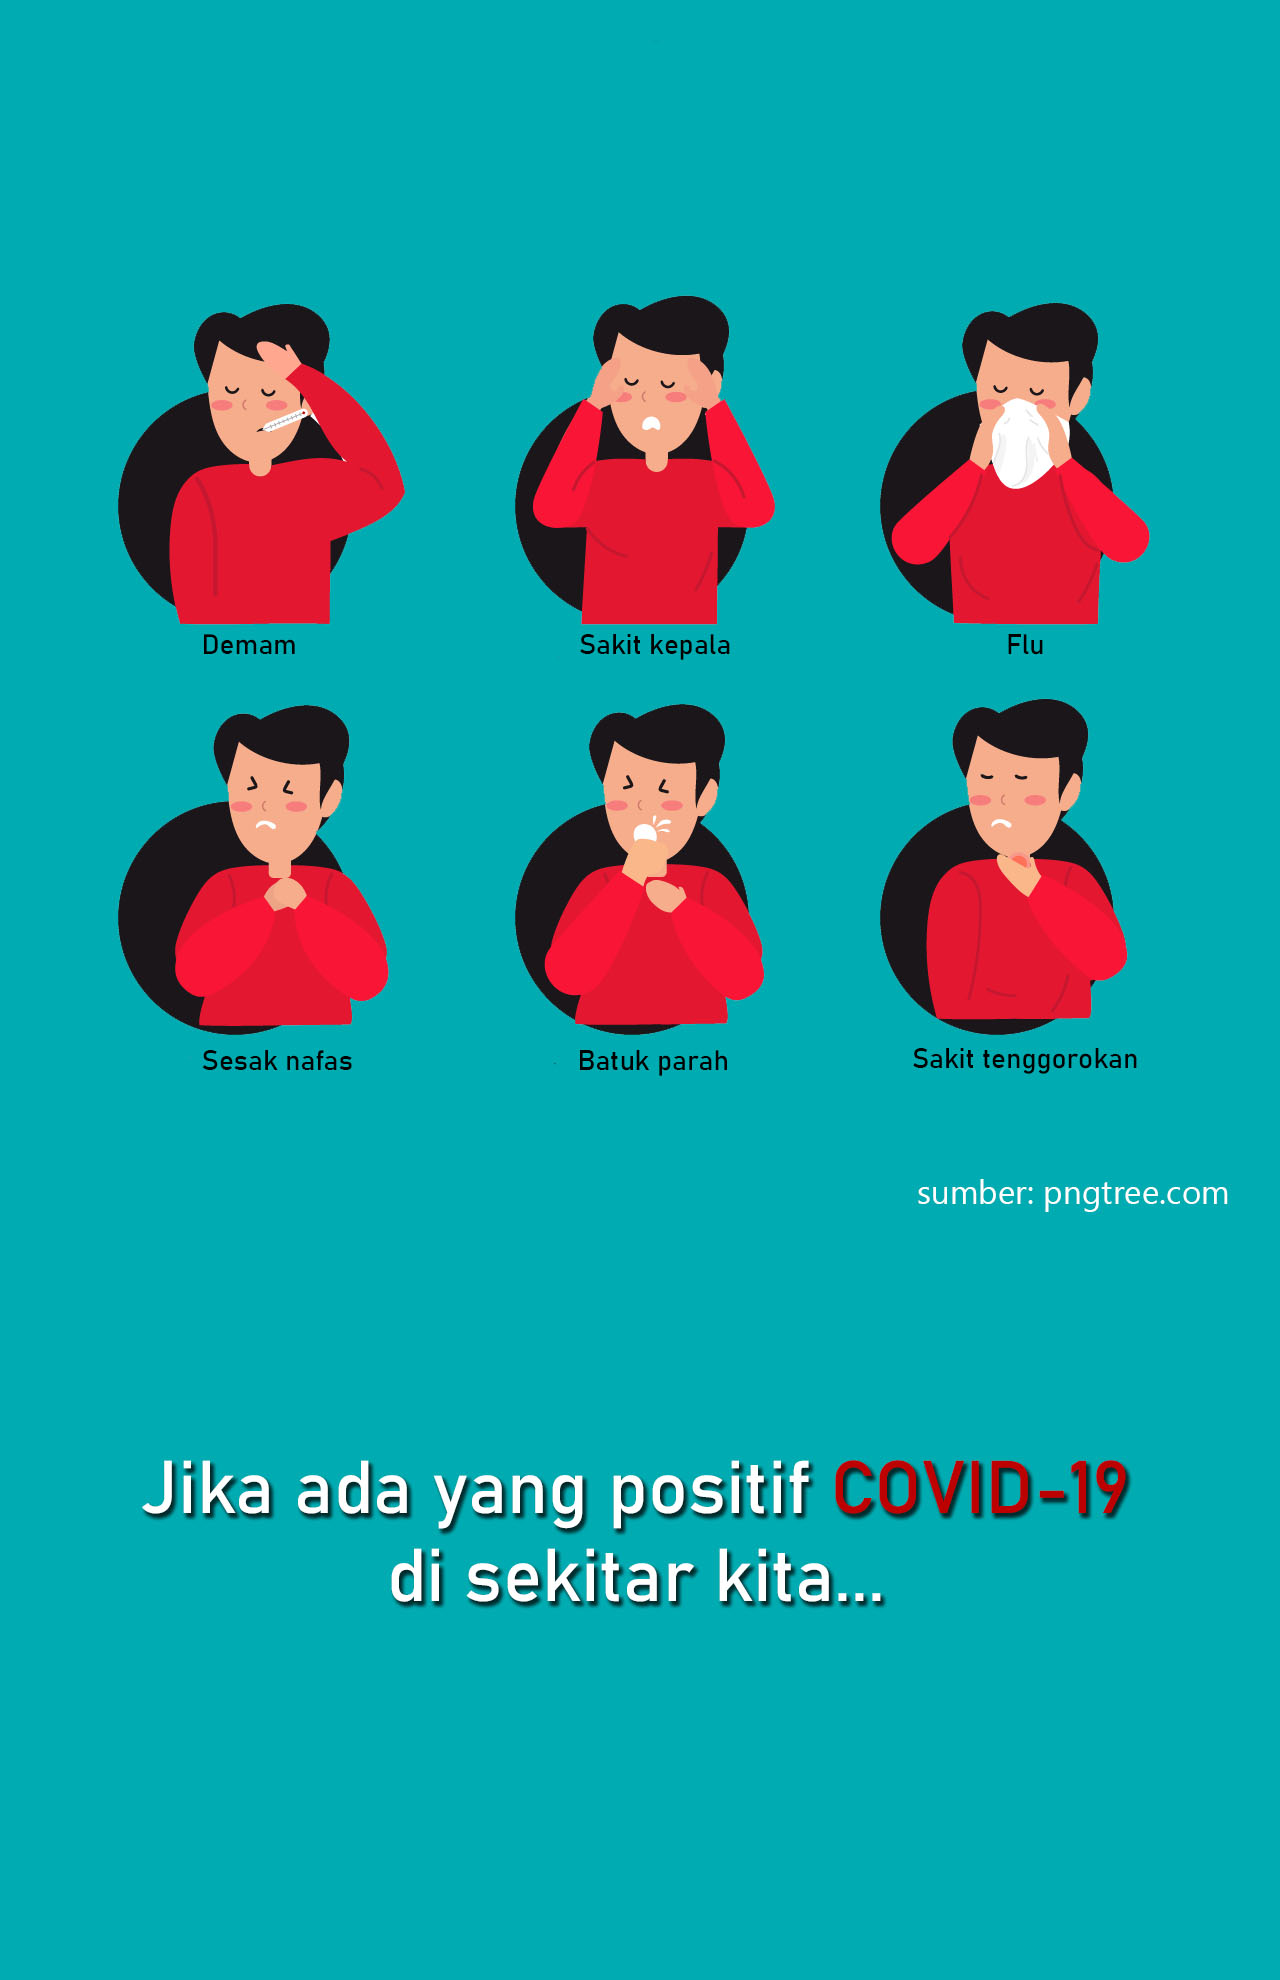 Demam
Sakit kepala
Flu
Sesak nafas
Batuk parah
Sakit tenggorokan
sumber: pngtree.com
Jika ada yang positif COVID-19
di sekitar kita...